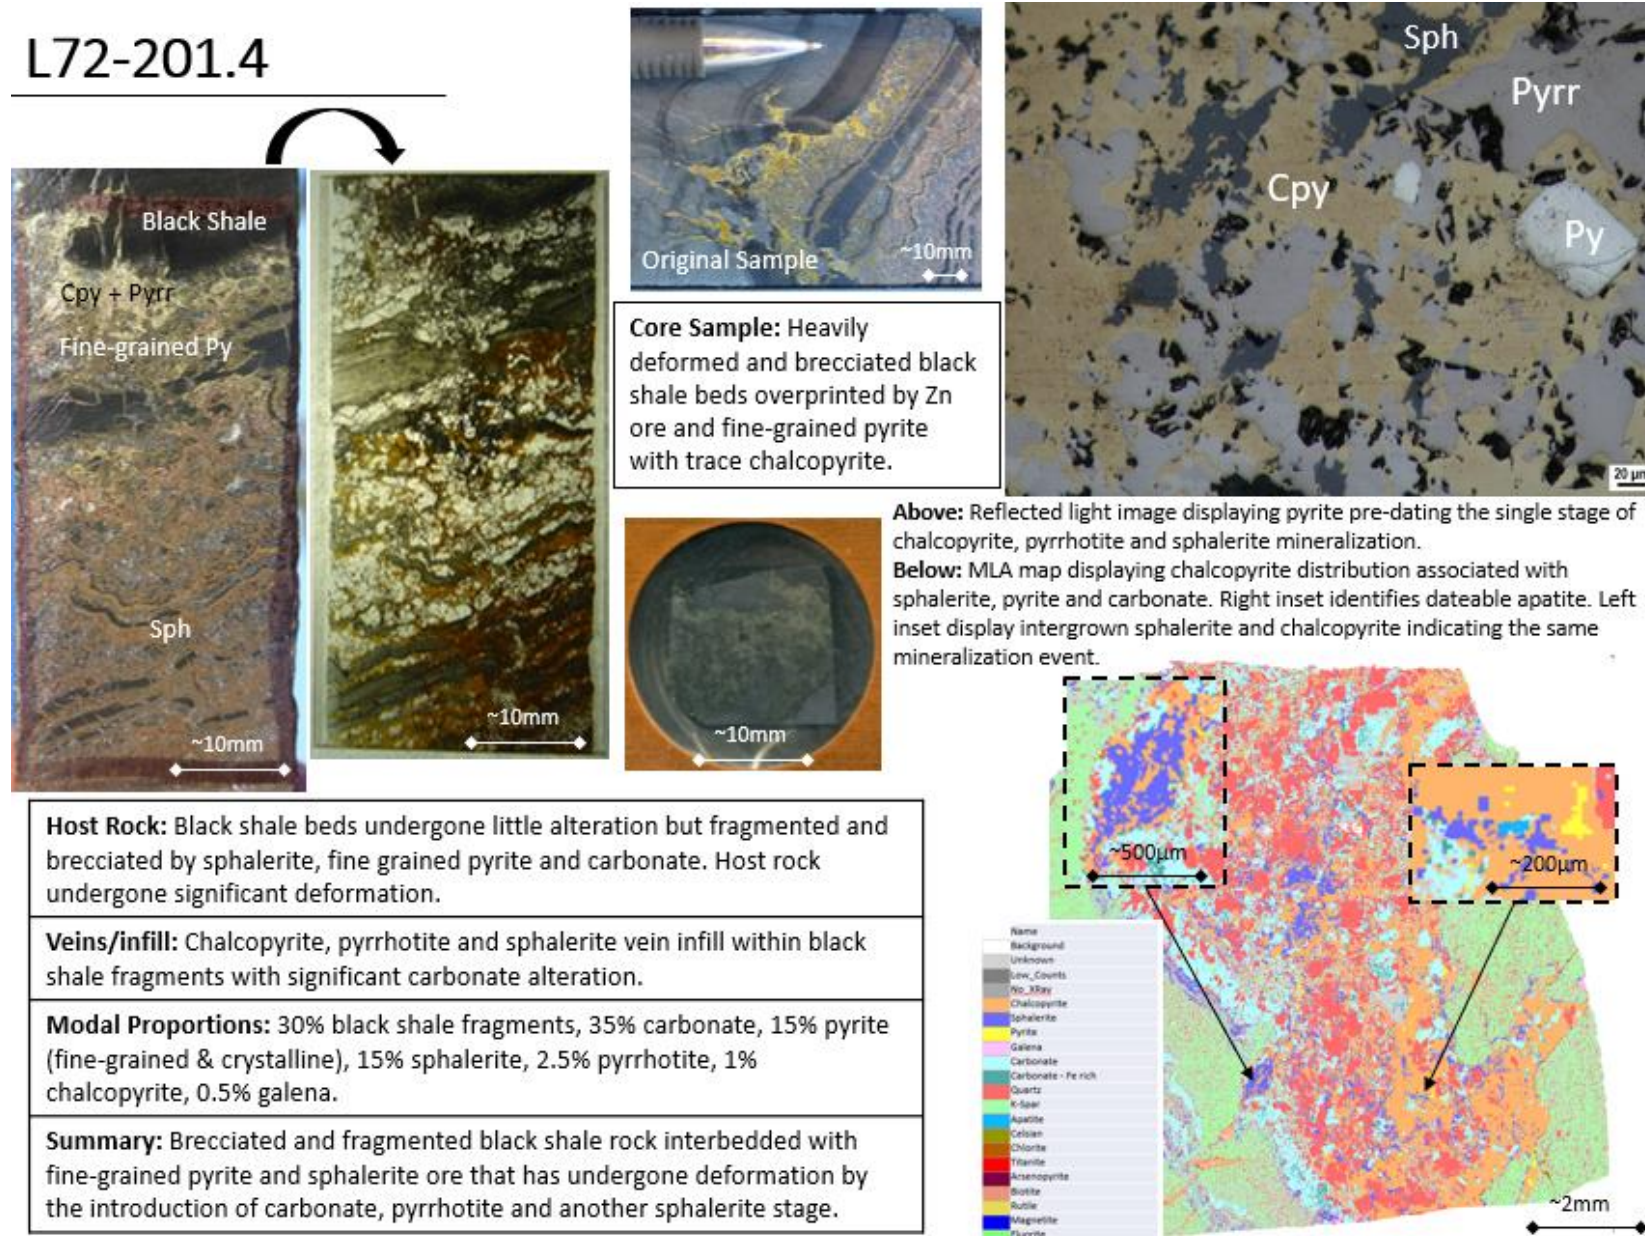 L72-201.4
Black Shale
Cpy + Pyrr
Fine-grained Py
Sph
~10mm
~10mm
Original Sample
~10mm
Core Sample: Heavily
deformed and brecciated black
shale beds overprinted by Zn
ore and fine-grained pyrite
with trace chalcopyrite.
~10mm
Sph
Pyrr
Cpy
Py
20 µm
Above: Reflected light image displaying pyrite pre-dating the single stage of
chalcopyrite, pyrrhotite and sphalerite mineralization.
Below: MLA map displaying chalcopyrite distribution associated with
sphalerite, pyrite and carbonate. Right inset identifies dateable apatite. Left
inset display intergrown sphalerite and chalcopyrite indicating the same
mineralization event.
~500µm
~200µm
Name
Background
Unknown
Low_Counts
No_XRay
Chalcopyrite
Sphalerite
Pyrite
Galena
Carbonate
Carbonate - Fe rich
Quartz
K-Spar
Apatite
Celsian
Chlorite
Titanite
Arsenopyrite
Biotite
Rutile
Magnetite
Fluorite
~2mm
Host Rock: Black shale beds undergone little alteration but fragmented and
brecciated by sphalerite, fine grained pyrite and carbonate. Host rock
undergone significant deformation.
Veins/infill: Chalcopyrite, pyrrhotite and sphalerite vein infill within black
shale fragments with significant carbonate alteration.
Modal Proportions: 30% black shale fragments, 35% carbonate, 15% pyrite
(fine-grained & crystalline), 15% sphalerite, 2.5% pyrrhotite, 1%
chalcopyrite, 0.5% galena.
Summary: Brecciated and fragmented black shale rock interbedded with
fine-grained pyrite and sphalerite ore that has undergone deformation by
the introduction of carbonate, pyrrhotite and another sphalerite stage.